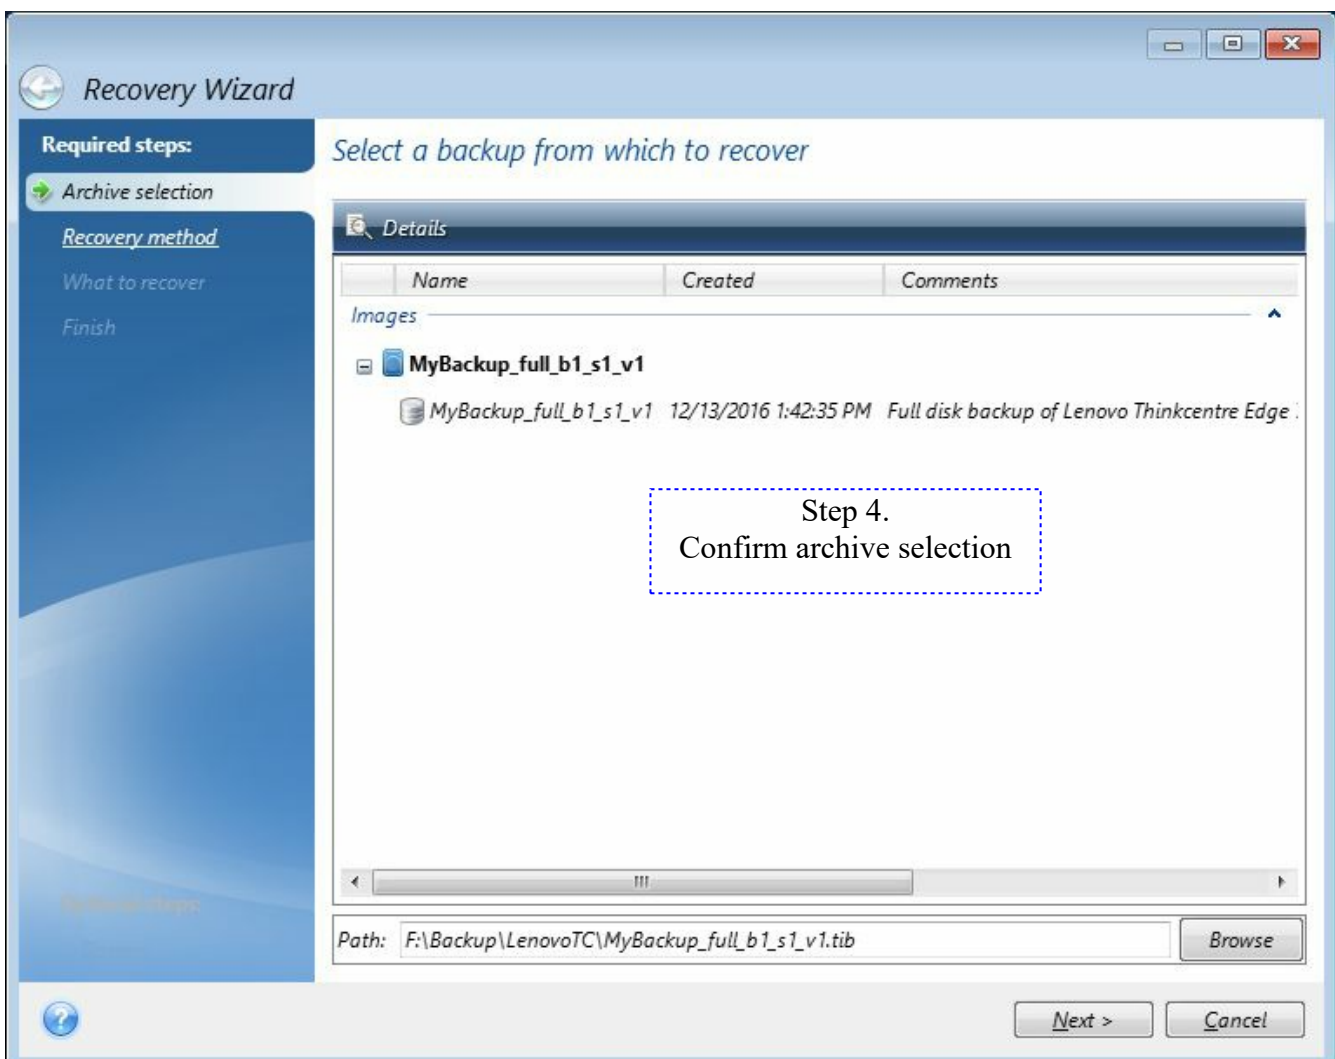 Recovery Wizard
Required steps:
Archive selection
Recovery method
What to recover
Finish
Select a backup from which to recover
Details
Name Created Comments
Images
MyBackup_full_b1_s1_v1
MyBackup_full_b1_s1_v1 12/13/2016 1:42:35 PM Full disk backup of Lenovo Thinkcentre Edge
Step 4.
Confirm archive selection
Optional steps:
Path: F:\Backup\LenovoTC\MyBackup_full_b1_s1_v1.tib Browse
Next > Cancel